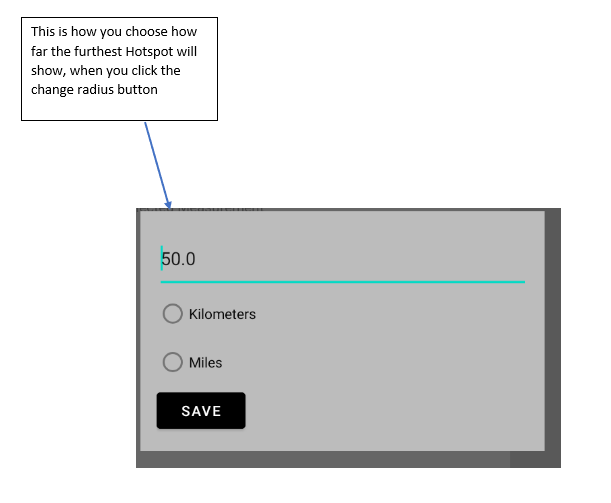 This is how you choose how
far the furthest Hotspot will
show, when you click the
change radius button
50.0
Kilometers
Miles
SAVE